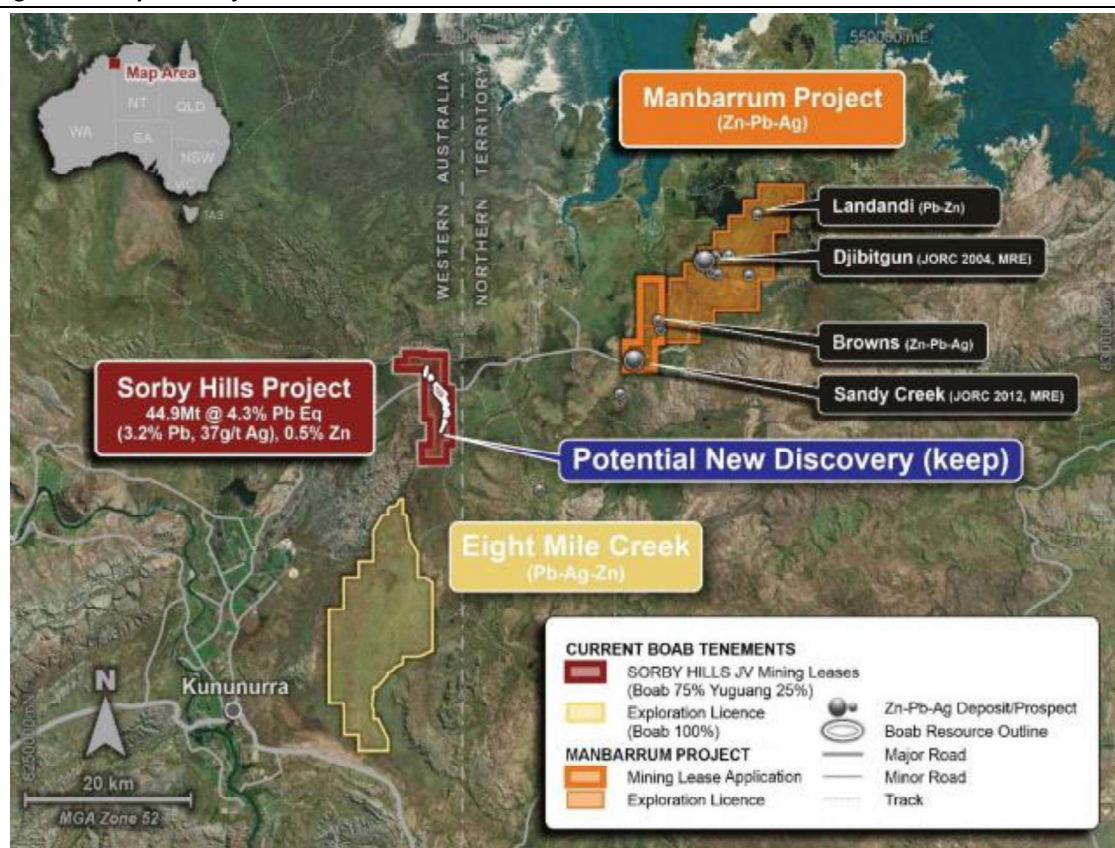 Map Area
WA
NT
QLD
SA
NSW
VIC
TAS
WESTERN AUSTRALIA
NORTHERN TERRITORY
550000 mE
Manbarrum Project
(Zn-Pb-Ag)
Landandi (Pb-Zn)
Djibitgun (JORC 2004, MRE)
Browns (Zn-Pb-Ag)
Sandy Creek (JORC 2012, MRE)
Sorby Hills Project
44.9Mt @ 4.3% Pb Eq
(3.2% Pb, 37g/t Ag), 0.5% Zn
Potential New Discovery (keep)
Eight Mile Creek
(Pb-Ag-Zn)
Kununurra
N
20 km
MGA Zone 52
CURRENT BOAB TENEMENTS
SORBY HILLS JV Mining Leases
(Boab 75% Yuguang 25%)
Exploration Licence
(Boab 100%)
MANBARRUM PROJECT
Mining Lease Application
Exploration Licence
Zn-Pb-Ag Deposit/Prospect
Boab Resource Outline
Major Road
Minor Road
Track